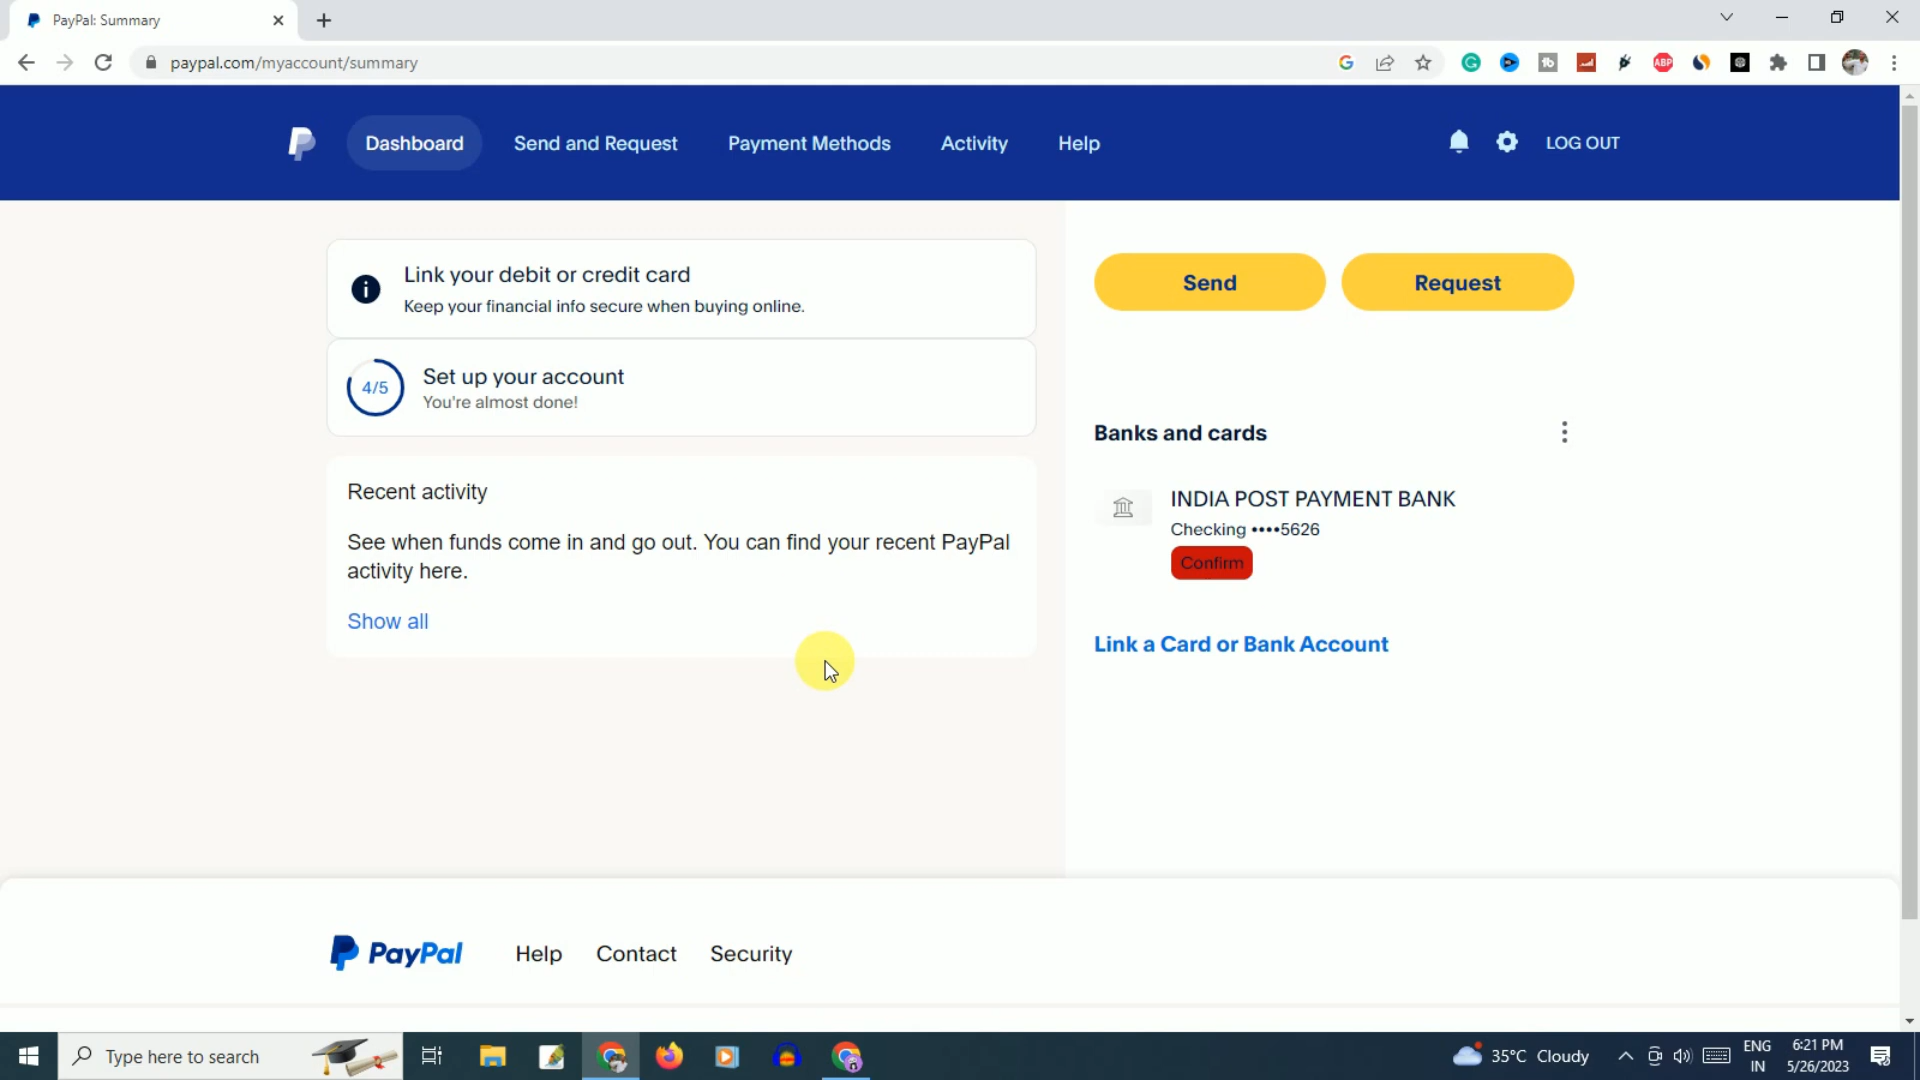 PayPal: Summary
paypal.com/myaccount/summary
ABP
Dashboard
Send and Request
Payment Methods
Activity
Help
LOG OUT
Link your debit or credit card
Keep your financial info secure when buying online.
4/5
Set up your account
You're almost done!
Recent activity
See when funds come in and go out. You can find your recent PayPal
activity here.
Show all
Send
Request
Banks and cards
INDIA POST PAYMENT BANK
Checking ••••5626
Confirm
Link a Card or Bank Account
PayPal
Help
Contact
Security
Type here to search
35°C Cloudy
ENG
IN
6:21 PM
5/26/2023